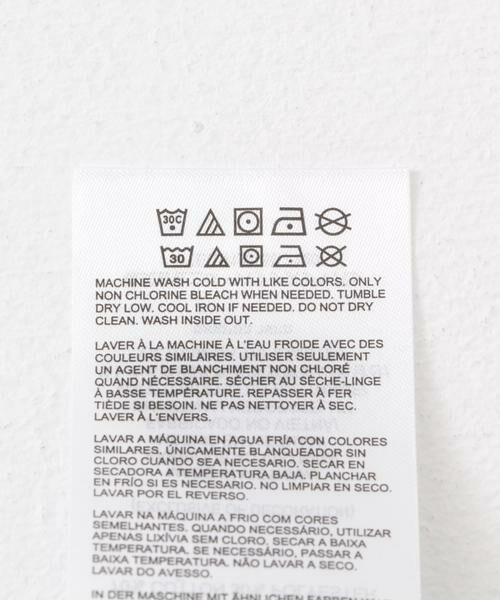 30C
30
MACHINE WASH COLD WITH LIKE COLORS. ONLY
NON CHLORINE BLEACH WHEN NEEDED. TUMBLE
DRY LOW. COOL IRON IF NEEDED. DO NOT DRY
CLEAN. WASH INSIDE OUT.
LAVER À LA MACHINE À L'EAU FROIDE AVEC DES
COULEURS SIMILAIRES. UTILISER SEULEMENT
UN AGENT DE BLANCHIMENT NON CHLORÉ
QUAND NÉCESSAIRE. SÉCHER AU SÈCHE-LINGE
À BASSE TEMPÉRATURE. REPASSER À FER
TIÈDE SI BESOIN. NE PAS NETTOYER À SEC.
LAVER À L'ENVERS.
LAVAR A MÁQUINA EN AGUA FRÍA CON COLORES
SIMILARES. ÚNICAMENTE BLANQUEADOR SIN
CLORO CUANDO SEA NECESARIO. SECAR EN
SECADORA A TEMPERATURA BAJA. PLANCHAR
EN FRÍO SI ES NECESARIO. NO LIMPIAR EN SECO.
LAVAR POR EL REVERSO.
LAVAR NA MÁQUINA A FRIO COM CORES
SEMELHANTES. QUANDO NECESSÁRIO, UTILIZAR
APENAS LIXÍVIA SEM CLORO. SECAR A BAIXA
TEMPERATURA. SE NECESSÁRIO, PASSAR A
BAIXA TEMPERATURA. NÃO LAVAR A SECO.
LAVAR DO AVESSO.
IN DER MASCHINE MIT ÄHNLICHEN FARBEN KALT